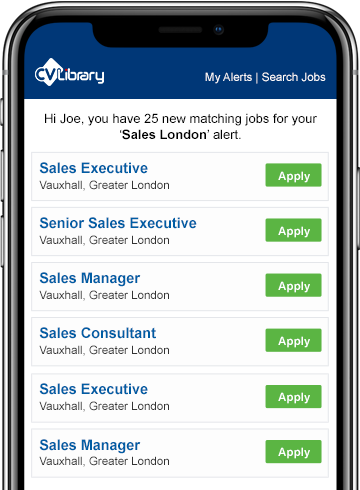 CVLibrary
My Alerts | Search Jobs
Hi Joe, you have 25 new matching jobs for your
‘Sales London’ alert.
Sales Executive
Vauxhall, Greater London
Apply
Senior Sales Executive
Vauxhall, Greater London
Apply
Sales Manager
Vauxhall, Greater London
Apply
Sales Consultant
Vauxhall, Greater London
Apply
Sales Executive
Vauxhall, Greater London
Apply
Sales Manager
Vauxhall, Greater London
Apply